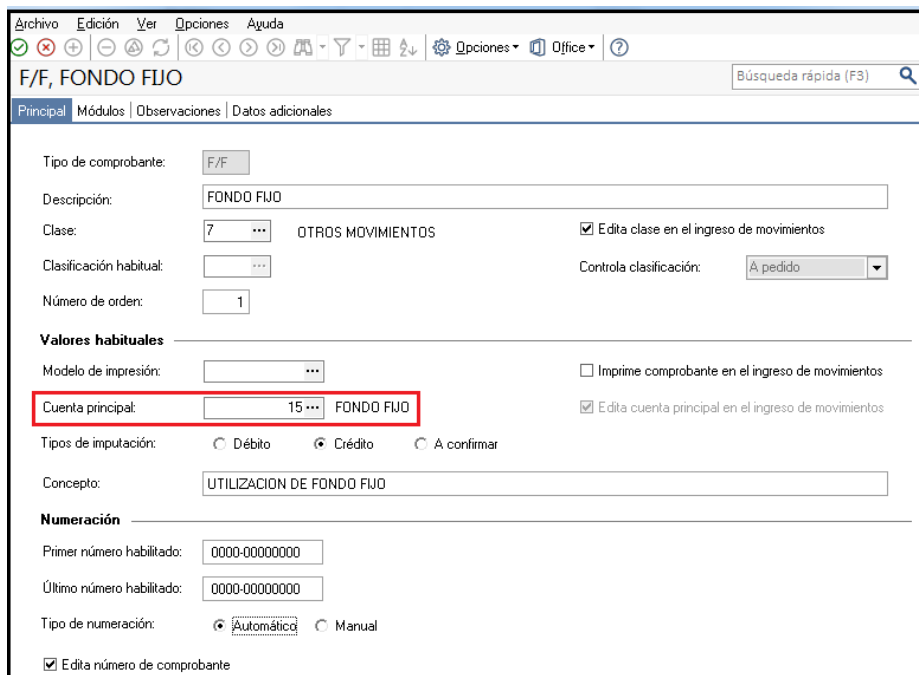 Archivo Edición Ver Opciones Ayuda
Opciones Office
F/F, FONDO FIJO
Búsqueda rápida (F3)
Principal Módulos Observaciones Datos adicionales
Tipo de comprobante: F/F
Descripción: FONDO FIJO
Clase: 7 ... OTROS MOVIMIENTOS Edita clase en el ingreso de movimientos
Clasificación habitual: ... Controla clasificación: A pedido
Número de orden: 1
Valores habituales
Modelo de impresión: ... Imprime comprobante en el ingreso de movimientos
Cuenta principal: 15 ... FONDO FIJO Edita cuenta principal en el ingreso de movimientos
Tipos de imputación: Débito Crédito A confirmar
Concepto: UTILIZACION DE FONDO FIJO
Numeración
Primer número habilitado: 0000-00000000
Último número habilitado: 0000-00000000
Tipo de numeración: Automático Manual
Edita número de comprobante